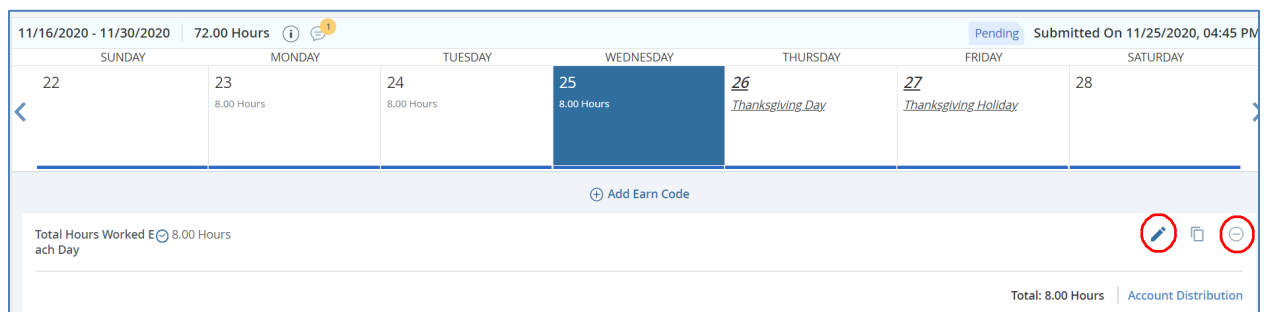 11/16/2020 - 11/30/2020 72.00 Hours i 1 Pending Submitted On 11/25/2020, 04:45 PM
SUNDAY MONDAY TUESDAY WEDNESDAY THURSDAY FRIDAY SATURDAY
22 23 24 25 26 27 28
8.00 Hours 8.00 Hours 8.00 Hours Thanksgiving Day Thanksgiving Holiday
Add Earn Code
Total Hours Worked E 8.00 Hours
ach Day
Total: 8.00 Hours Account Distribution